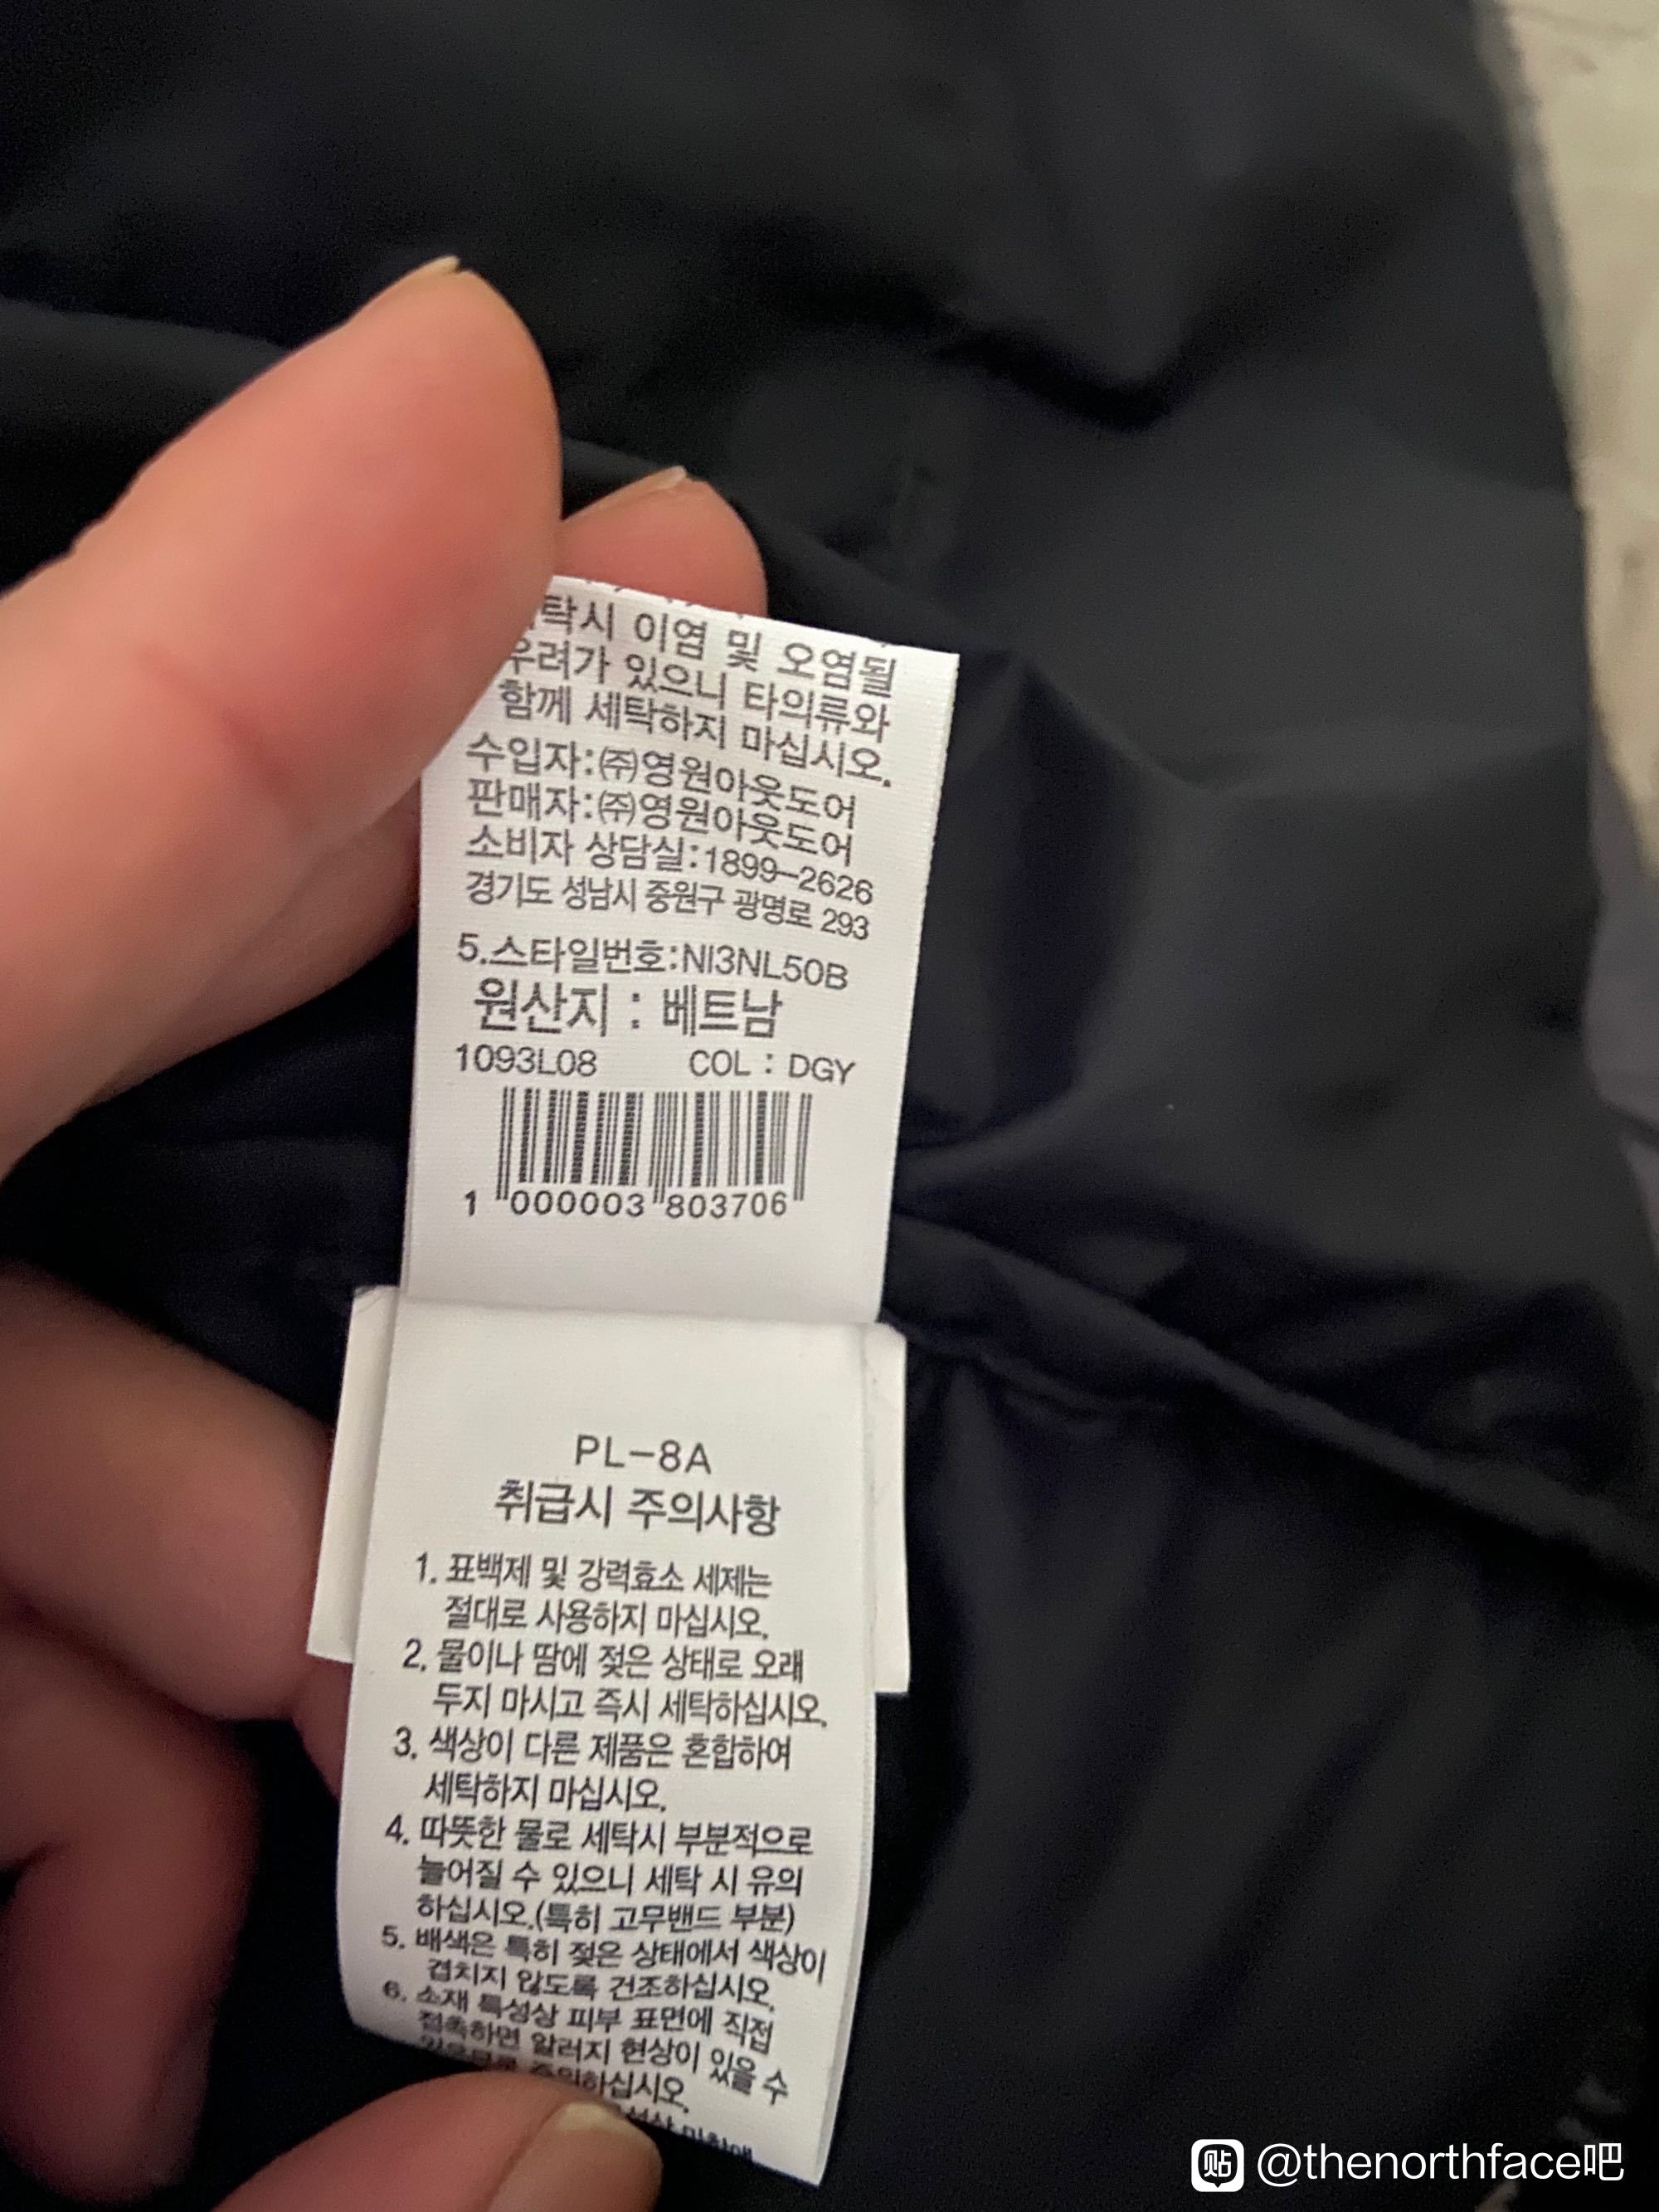 탁시 이염 및 오염될
우려가 있으니 타의류와
함께 세탁하지 마십시오.
수입자:㈜영원아웃도어
판매자:㈜영원아웃도어
소비자 상담실:1899-2626
경기도 성남시 중원구 광명로 293
5.스타일번호:NI3NL50B
원산지 : 베트남
1093L08 COL : DGY
1 000003 803706
PL-8A
취급시 주의사항
1. 표백제 및 강력효소 세제는
절대로 사용하지 마십시오.
2. 물이나 땀에 젖은 상태로 오래
두지 마시고 즉시 세탁하십시오.
3. 색상이 다른 제품은 혼합하여
세탁하지 마십시오.
4. 따뜻한 물로 세탁시 부분적으로
늘어질 수 있으니 세탁 시 유의
하십시오.(특히 고무밴드 부분)
5. 배색은 특히 젖은 상태에서 색상이
겹치지 않도록 건조하십시오.
6. 소재 특성상 피부 표면에 직접
접촉하면 알러지 현상이 있을 수
주의하십시오.
贴 @thenorthface吧